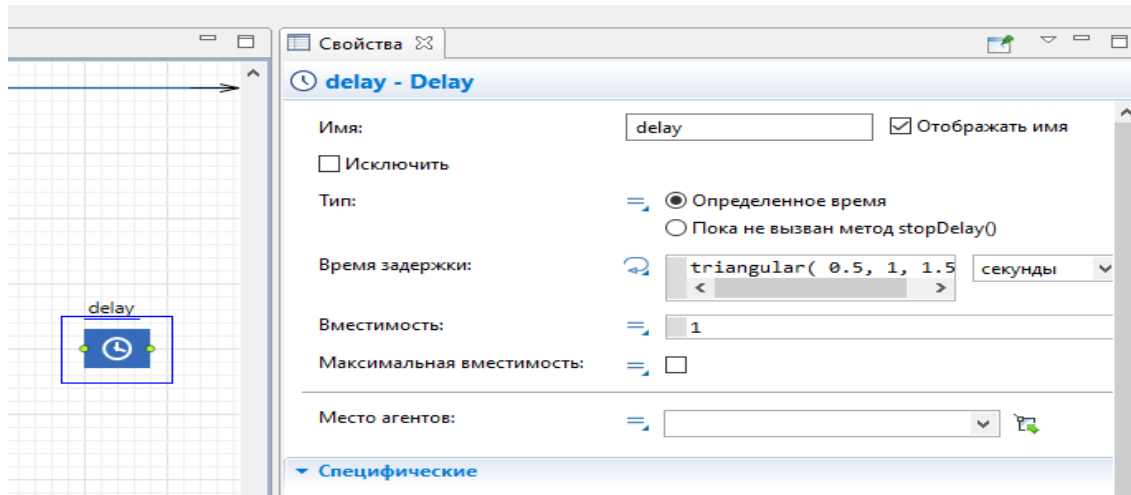 Свойства
delay - Delay
Имя:
delay
Отображать имя
Исключить
Тип:
Определенное время
Пока не вызван метод stopDelay()
Время задержки:
triangular( 0.5, 1, 1.5
секунды
delay
Вместимость:
1
Максимальная вместимость:
Место агентов:
Специфические